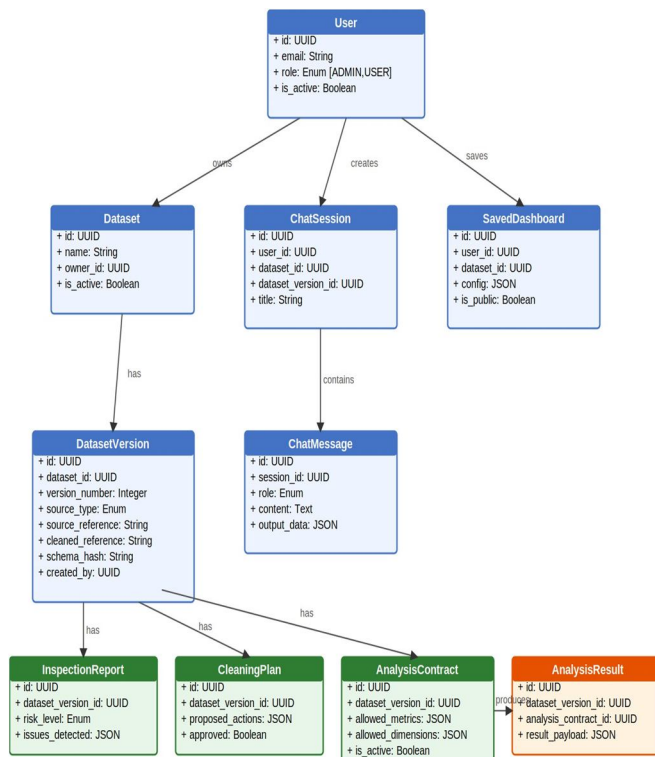 User
+ id: UUID
+ email: String
+ role: Enum [ADMIN,USER]
+ is_active: Boolean
owns
creates
saves
Dataset
+ id: UUID
+ name: String
+ owner_id: UUID
+ is_active: Boolean
ChatSession
+ id: UUID
+ user_id: UUID
+ dataset_id: UUID
+ dataset_version_id: UUID
+ title: String
SavedDashboard
+ id: UUID
+ user_id: UUID
+ dataset_id: UUID
+ config: JSON
+ is_public: Boolean
has
contains
DatasetVersion
+ id: UUID
+ dataset_id: UUID
+ version_number: Integer
+ source_type: Enum
+ source_reference: String
+ cleaned_reference: String
+ schema_hash: String
+ created_by: UUID
ChatMessage
+ id: UUID
+ session_id: UUID
+ role: Enum
+ content: Text
+ output_data: JSON
has
has
has
InspectionReport
+ id: UUID
+ dataset_version_id: UUID
+ risk_level: Enum
+ issues_detected: JSON
CleaningPlan
+ id: UUID
+ dataset_version_id: UUID
+ proposed_actions: JSON
+ approved: Boolean
AnalysisContract
+ id: UUID
+ dataset_version_id: UUID
+ allowed_metrics: JSON
+ allowed_dimensions: JSON
+ is_active: Boolean
produces
AnalysisResult
+ id: UUID
+ dataset_version_id: UUID
+ analysis_contract_id: UUID
+ result_payload: JSON